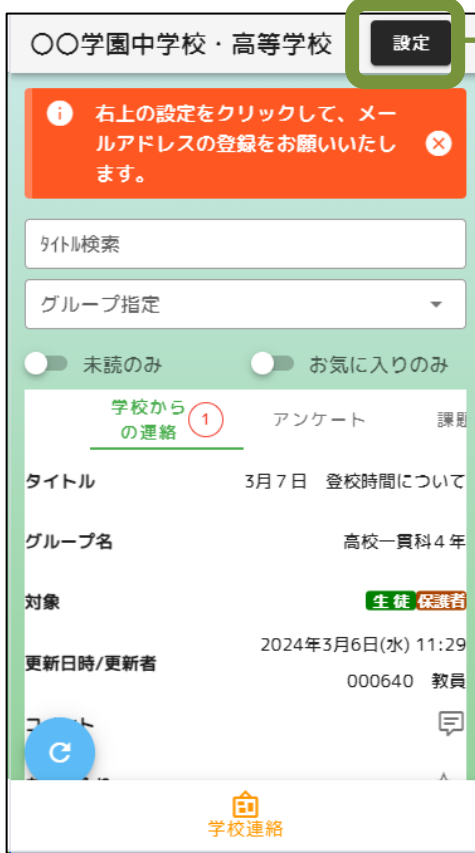 〇〇学園中学校・高等学校
設定
右上の設定をクリックして、メー
ルアドレスの登録をお願いいたし
ます。
ﾀｲﾄﾙ検索
グループ指定
未読のみ
お気に入りのみ
学校から
の連絡
1
アンケート
課題
タイトル
3月７日　登校時間について
グループ名
高校一貫科４年
対象
生徒
保護者
更新日時/更新者
2024年3月6日(水) 11:29
000640　教員
学校連絡